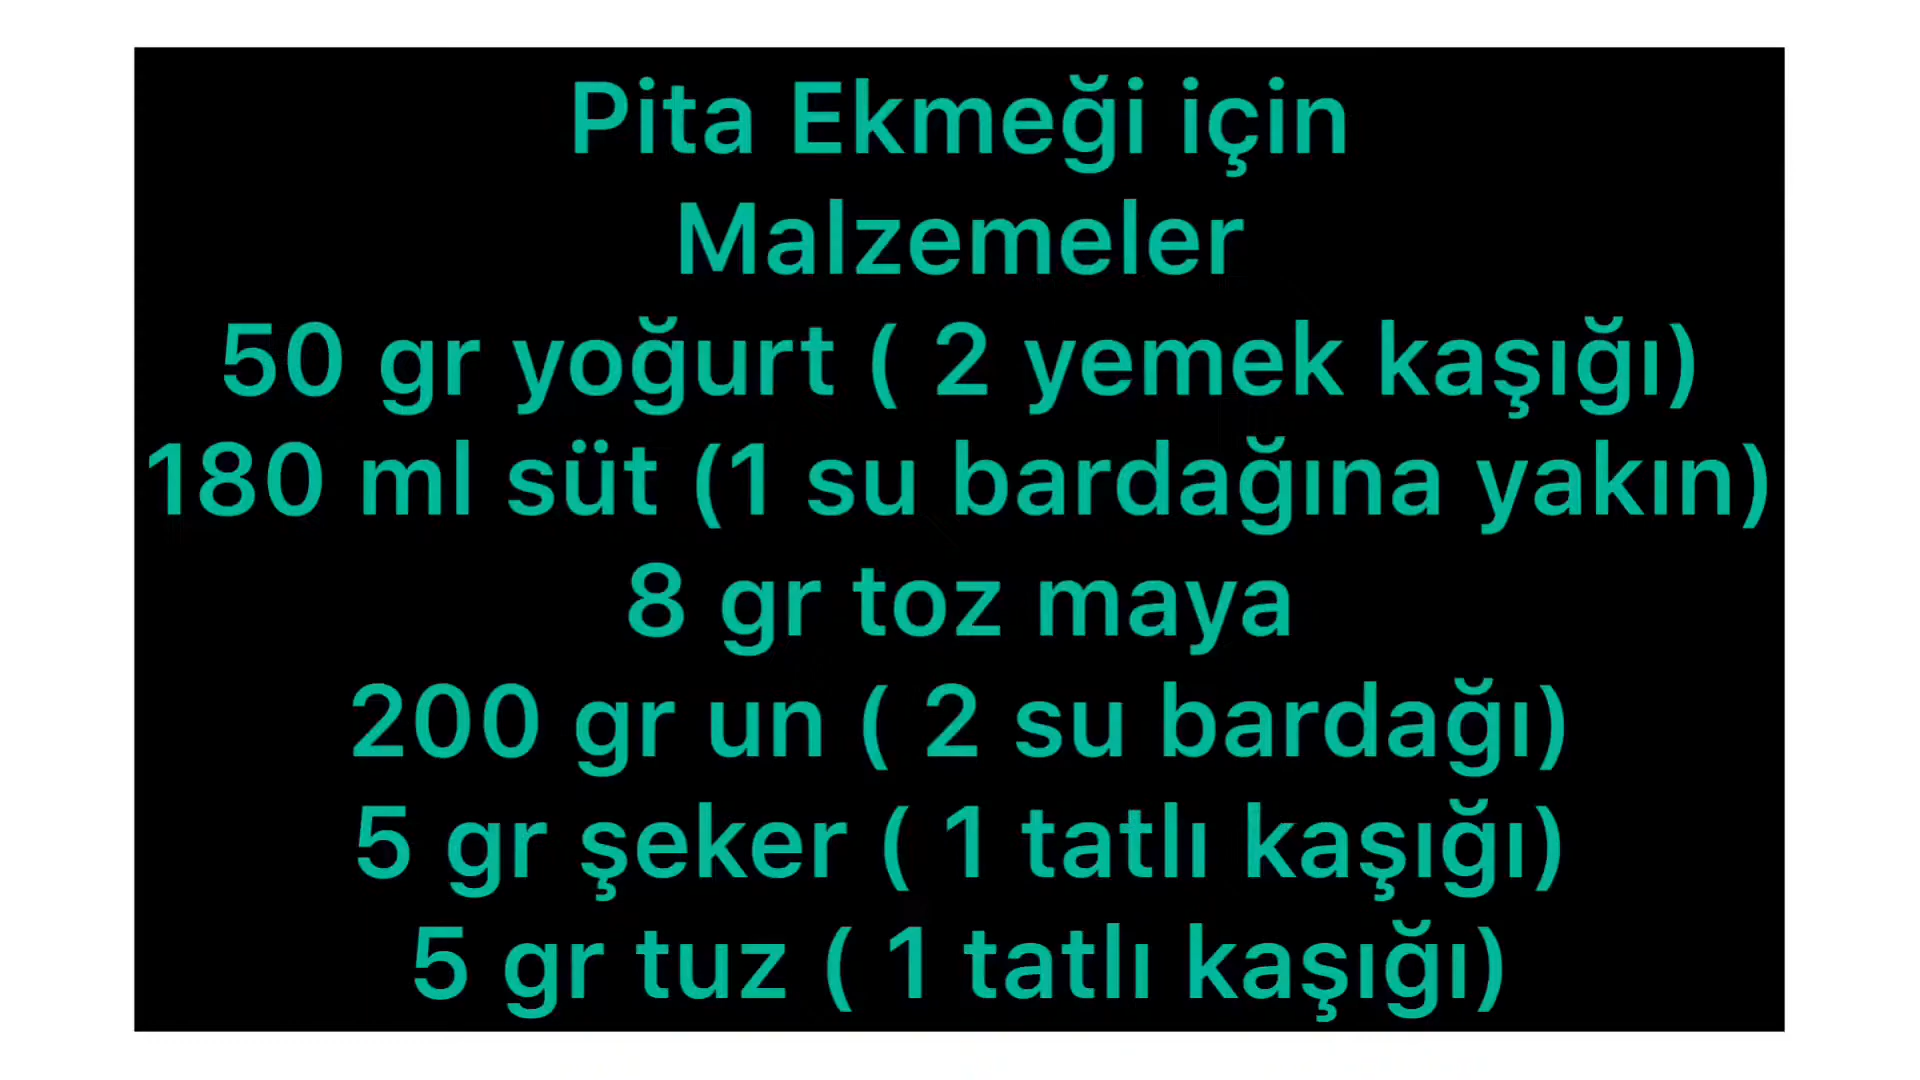 Pita Ekmeği için
Malzemeler
50 gr yoğurt ( 2 yemek kaşığı)
180 ml süt (1 su bardağına yakın)
8 gr toz maya
200 gr un ( 2 su bardağı)
5 gr şeker ( 1 tatlı kaşığı)
5 gr tuz ( 1 tatlı kaşığı)